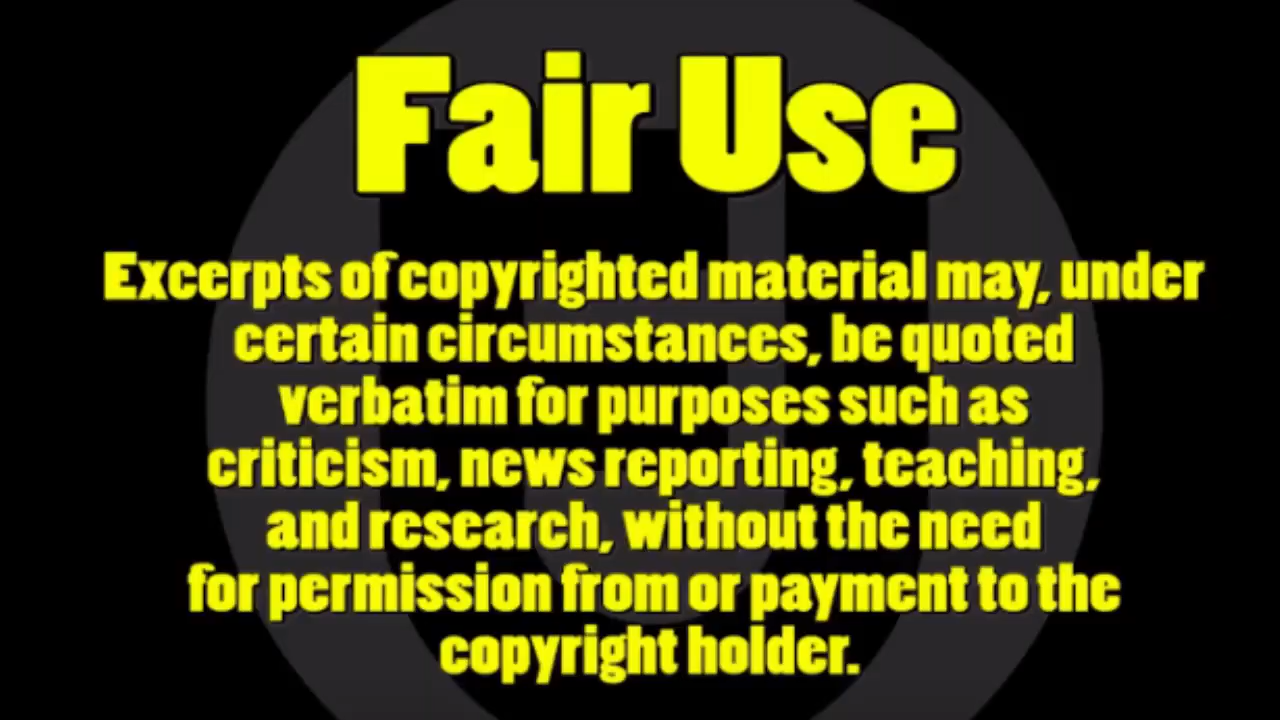 Fair Use
Excerpts of copyrighted material may, under
certain circumstances, be quoted
verbatim for purposes such as
criticism, news reporting, teaching,
and research, without the need
for permission from or payment to the
copyright holder.